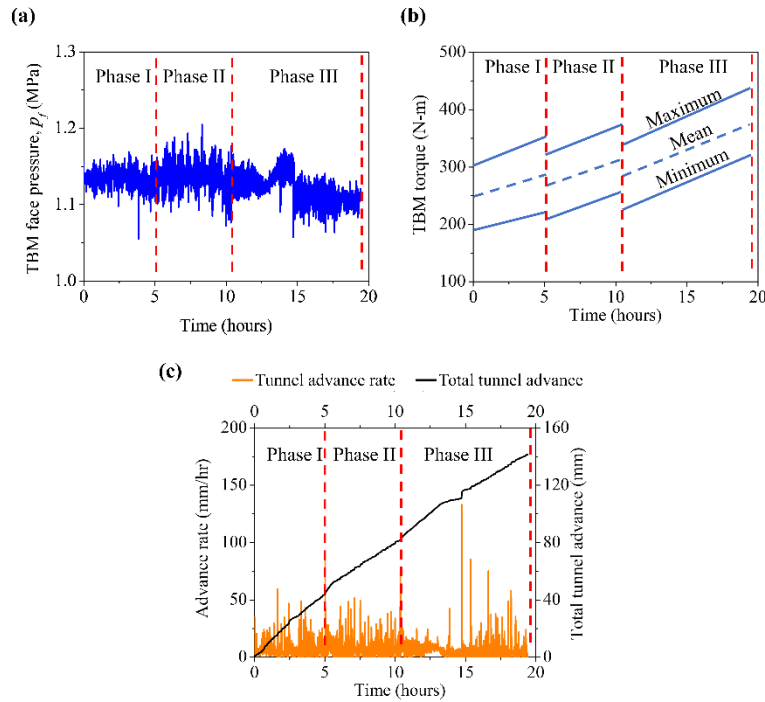 (a)
1.3
1.2
1.1
1.0
TBM face pressure, p_f (MPa)
Phase I
Phase II
Phase III
0 5 10 15 20
Time (hours)
(b)
500
400
300
200
100
TBM torque (N-m)
Phase I
Phase II
Phase III
Maximum
Mean
Minimum
0 5 10 15 20
Time (hours)
(c)
Tunnel advance rate
Total tunnel advance
0 5 10 15 20
200
150
100
50
0
Advance rate (mm/hr)
Phase I
Phase II
Phase III
160
120
80
40
0
Total tunnel advance (mm)
0 5 10 15 20
Time (hours)